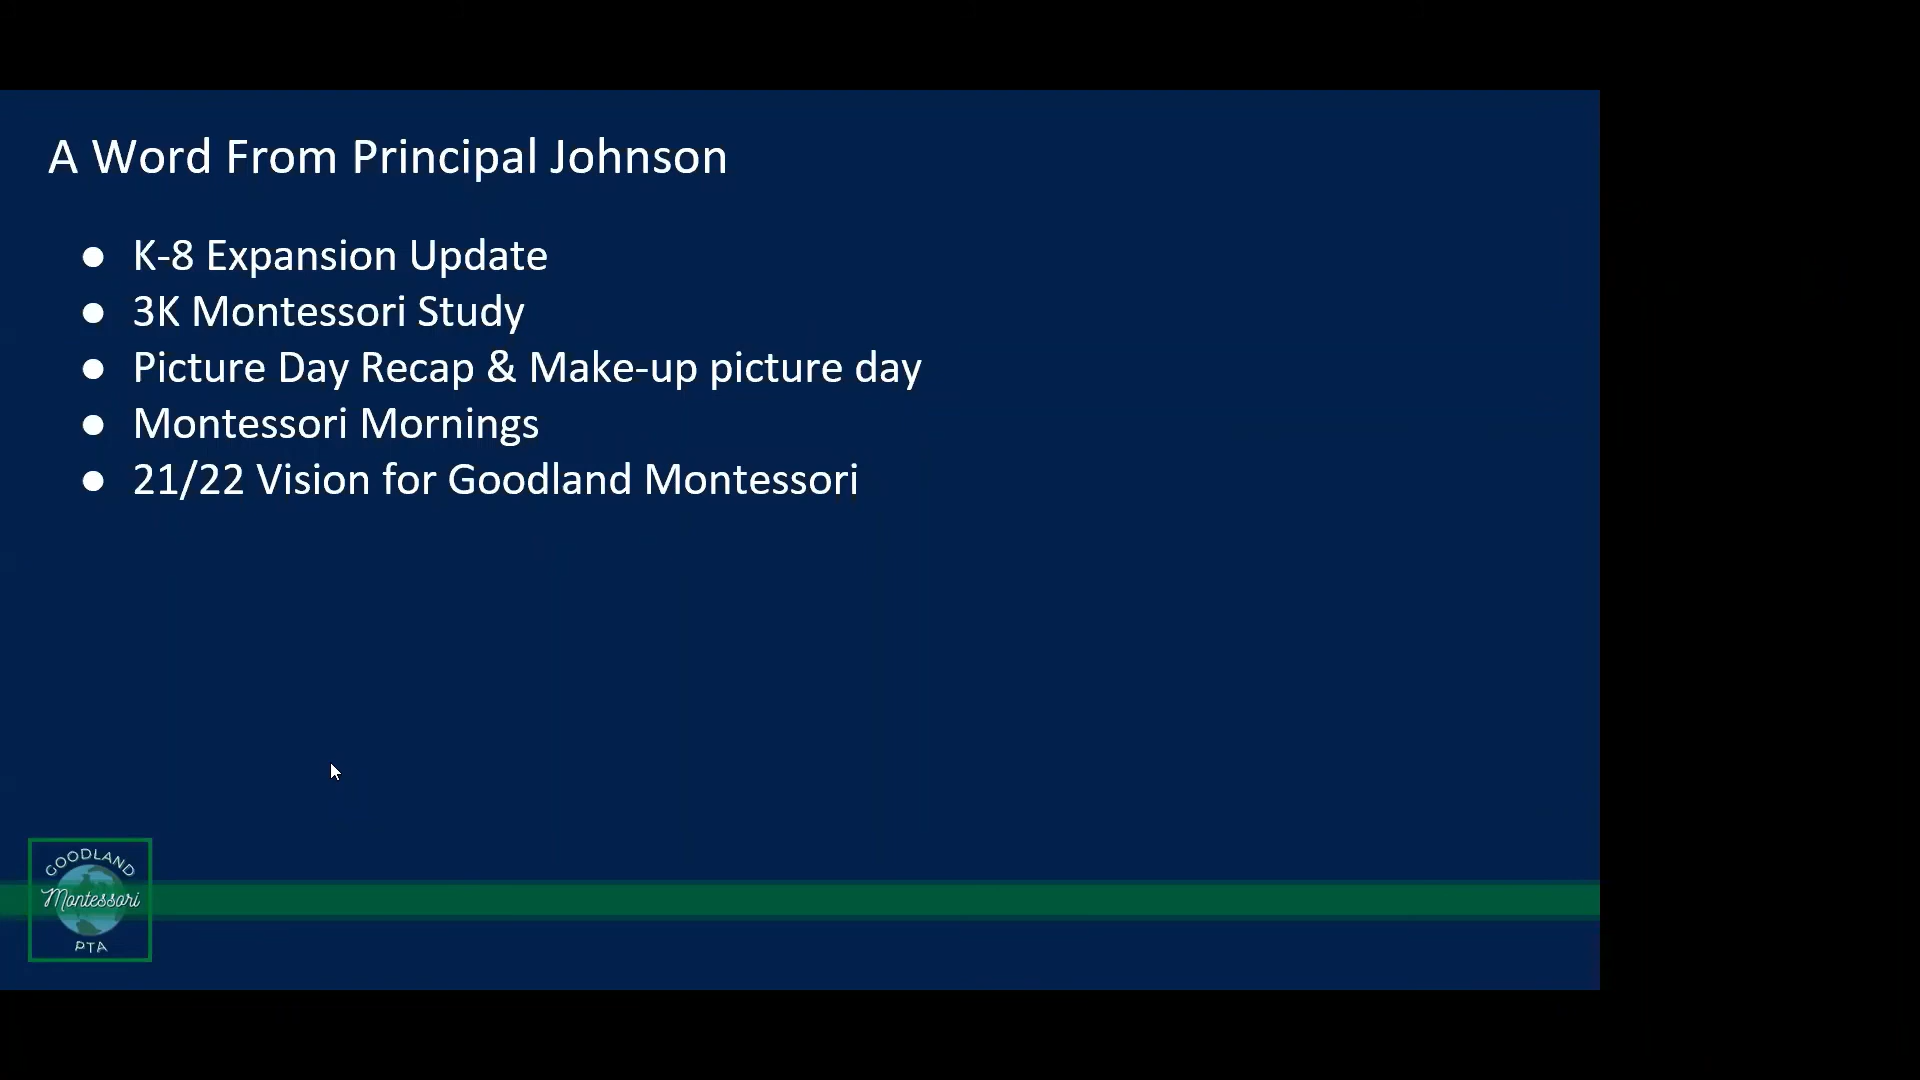 A Word From Principal Johnson
● K-8 Expansion Update
● 3K Montessori Study
● Picture Day Recap & Make-up picture day
● Montessori Mornings
● 21/22 Vision for Goodland Montessori
GOODLAND
Montessori
PTA